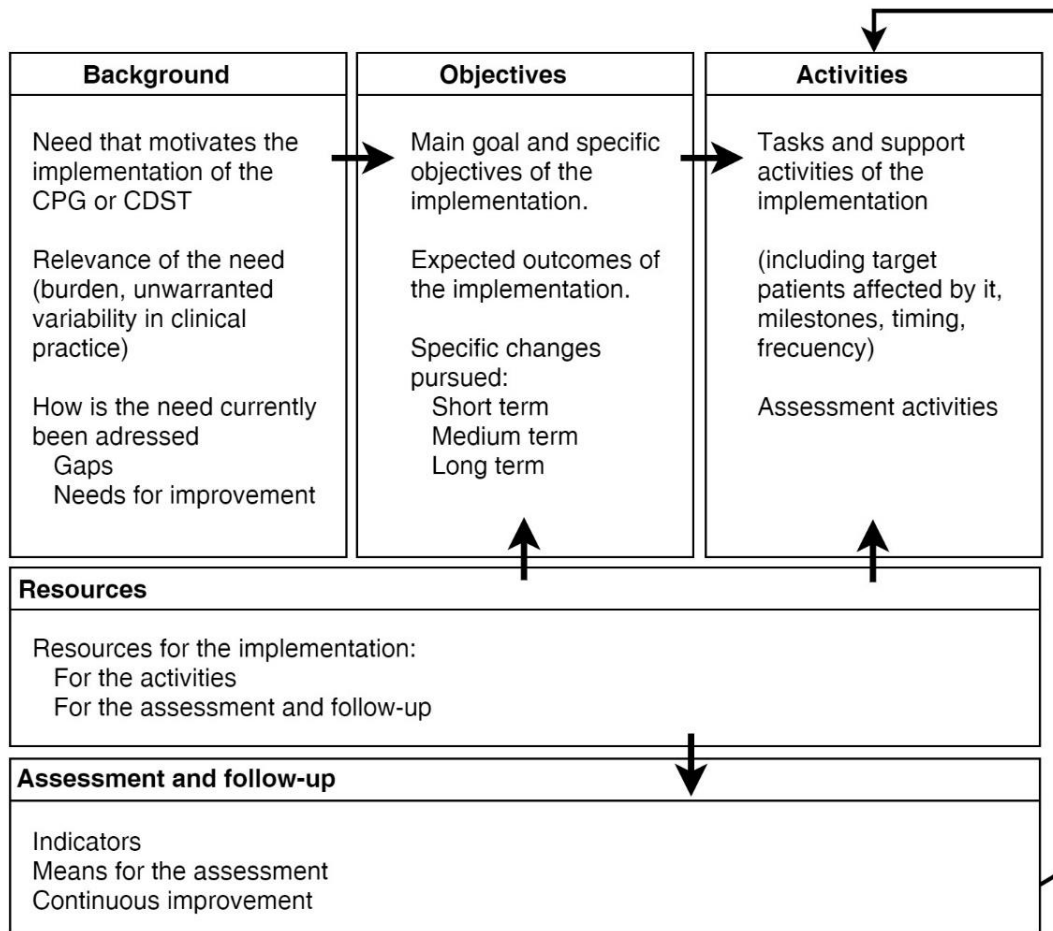 Background
Need that motivates the
implementation of the
CPG or CDST
Relevance of the need
(burden, unwarranted
variability in clinical
practice)
How is the need currently
been adressed
Gaps
Needs for improvement
Objectives
Main goal and specific
objectives of the
implementation.
Expected outcomes of
the implementation.
Specific changes
pursued:
Short term
Medium term
Long term
Activities
Tasks and support
activities of the
implementation
(including target
patients affected by it,
milestones, timing,
frecuency)
Assessment activities
Resources
Resources for the implementation:
For the activities
For the assessment and follow-up
Assessment and follow-up
Indicators
Means for the assessment
Continuous improvement